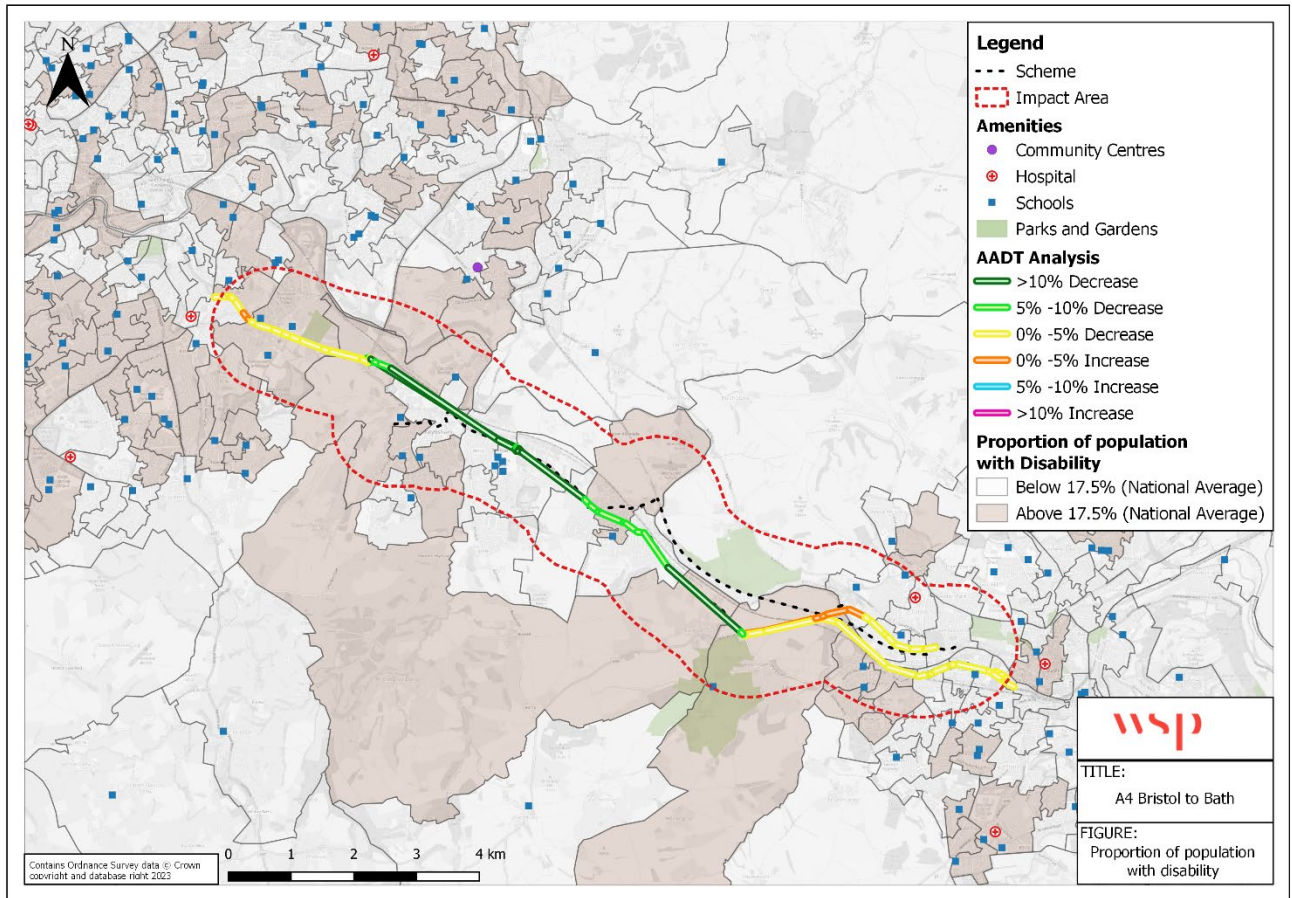 N
Legend
Scheme
Impact Area
Amenities
Community Centres
Hospital
Schools
Parks and Gardens
AADT Analysis
>10% Decrease
5% -10% Decrease
0% -5% Decrease
0% -5% Increase
5% -10% Increase
>10% Increase
Proportion of population
with Disability
Below 17.5% (National Average)
Above 17.5% (National Average)
wsp
TITLE:
A4 Bristol to Bath
FIGURE:
Proportion of population
with disability
Contains Ordnance Survey data © Crown
copyright and database right 2023
0 1 2 3 4 km